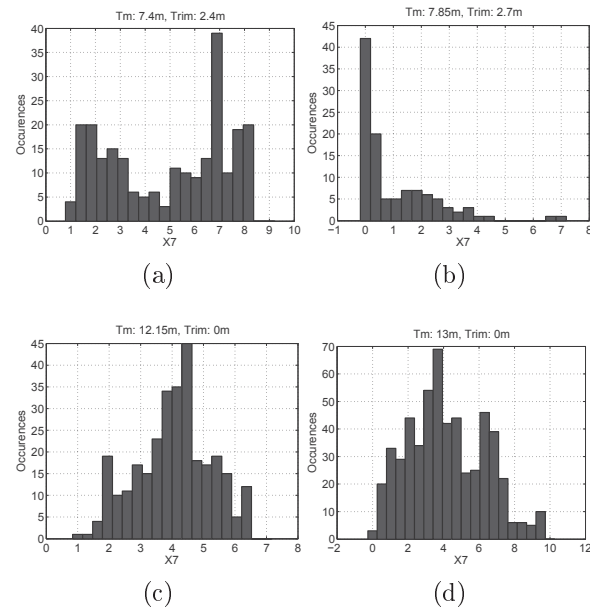 Tm: 7.4m, Trim: 2.4m
Occurences
40
35
30
25
20
15
10
5
0
0 1 2 3 4 5 6 7 8 9 10
X7
(a)
Tm: 7.85m, Trim: 2.7m
Occurences
45
40
35
30
25
20
15
10
5
0
−1 0 1 2 3 4 5 6 7 8
X7
(b)
Tm: 12.15m, Trim: 0m
Occurences
45
40
35
30
25
20
15
10
5
0
0 1 2 3 4 5 6 7 8
X7
(c)
Tm: 13m, Trim: 0m
Occurences
70
60
50
40
30
20
10
0
−2 0 2 4 6 8 10 12
X7
(d)